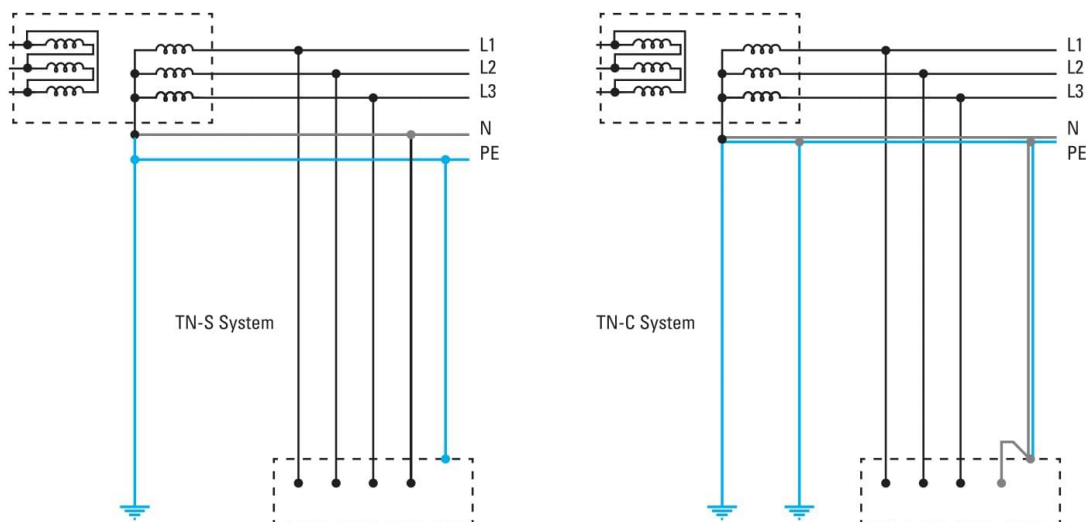 L1
L2
L3
N
PE
TN-S System
L1
L2
L3
N
PE
TN-C System